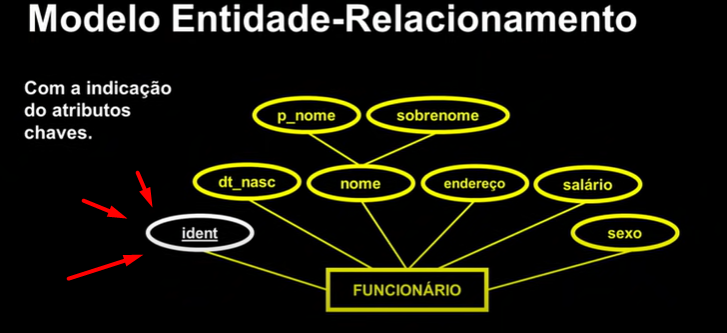 Modelo Entidade-Relacionamento
Com a indicação
do atributos
chaves.
p_nome
sobrenome
dt_nasc
nome
endereço
salário
ident
sexo
FUNCIONÁRIO